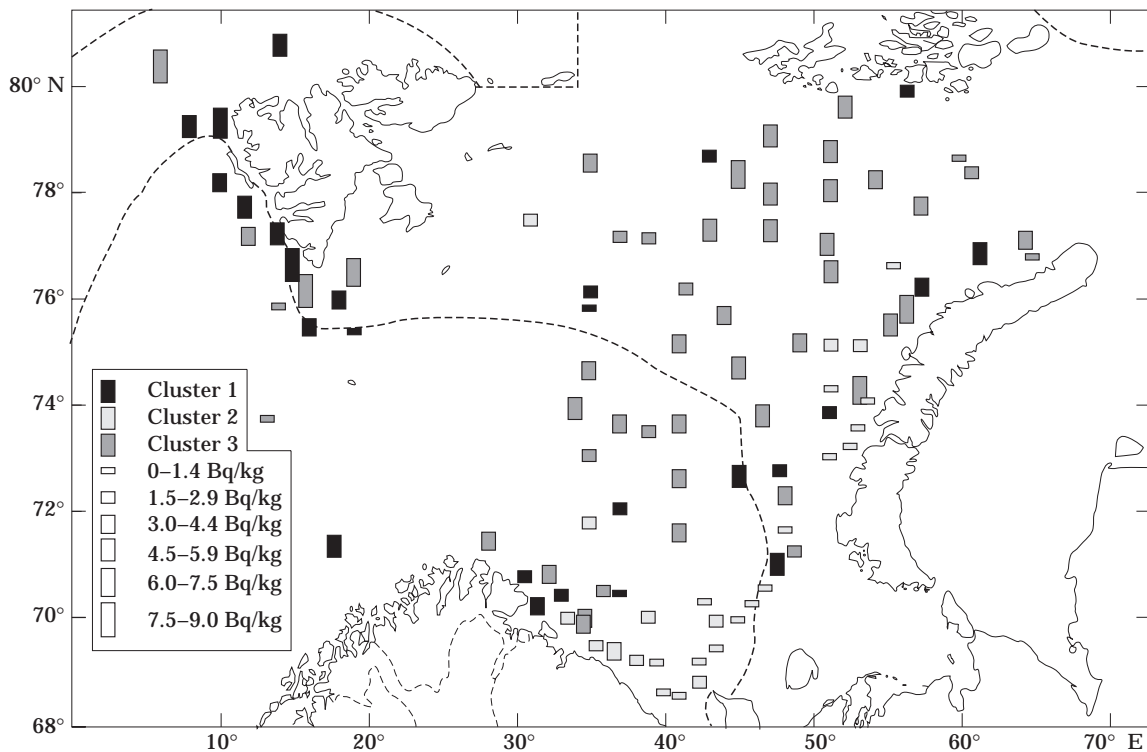 80° N
78°
76°
74°
72°
70°
68°
Cluster 1
Cluster 2
Cluster 3
0–1.4 Bq/kg
1.5–2.9 Bq/kg
3.0–4.4 Bq/kg
4.5–5.9 Bq/kg
6.0–7.5 Bq/kg
7.5–9.0 Bq/kg
10° 20° 30° 40° 50° 60° 70° E